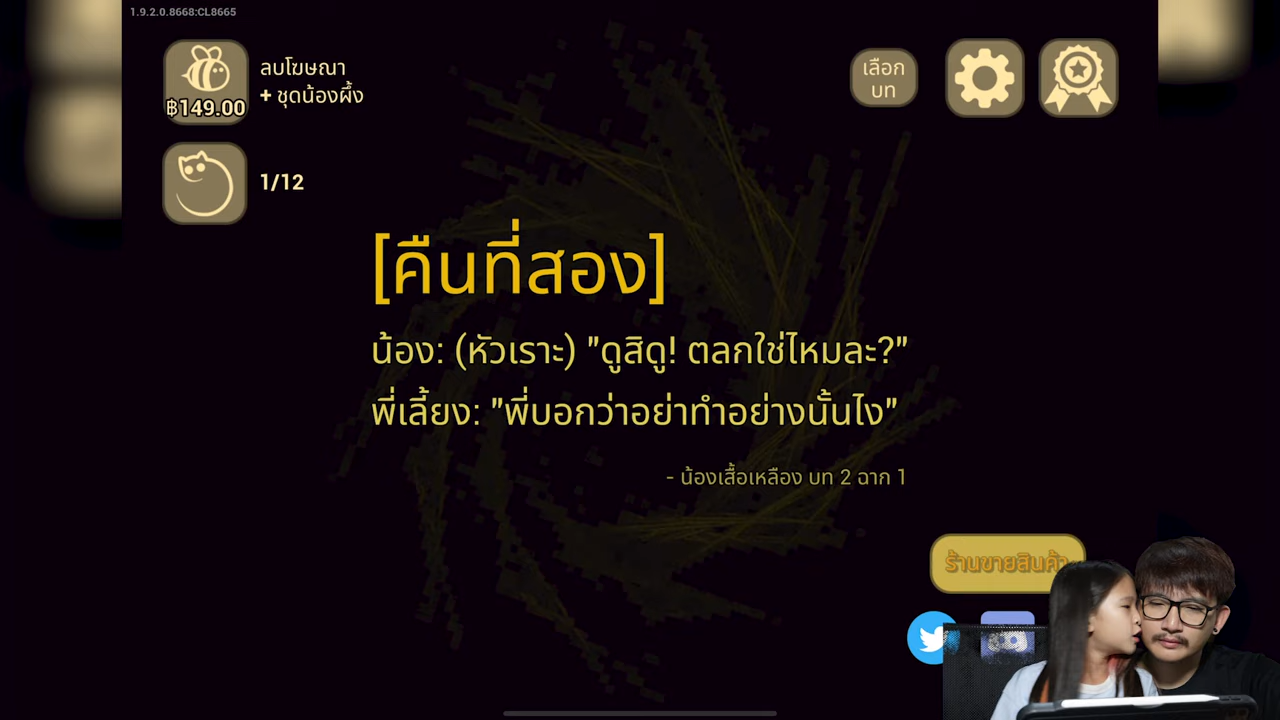 1.9.2.0.8668:CL8665
฿149.00
ลบโฆษณา
+ ชุดน้องผึ้ง
เลือก
บท
1/12
[คืนที่สอง]
น้อง: (หัวเราะ) "ดูสิดู! ตลกใช่ไหมละ?"
พี่เลี้ยง: "พี่บอกว่าอย่าทำอย่างนั้นไง"
- น้องเสื้อเหลือง บท 2 ฉาก 1
ร้านขายสินค้า